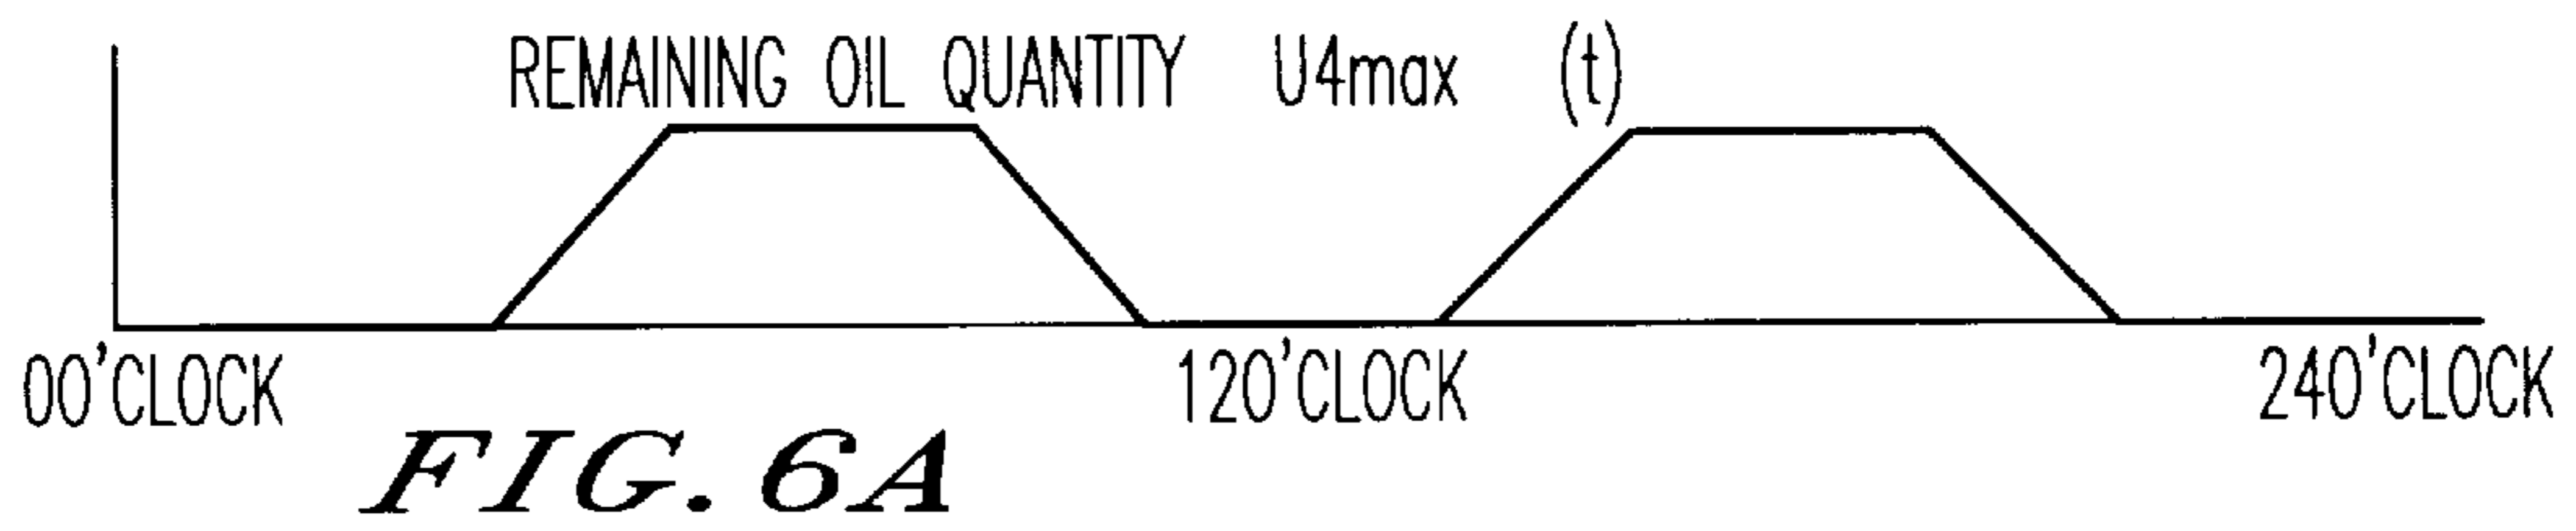 REMAINING OIL QUANTITY U4max (t)
00'CLOCK 120'CLOCK 240'CLOCK
FIG. 6A